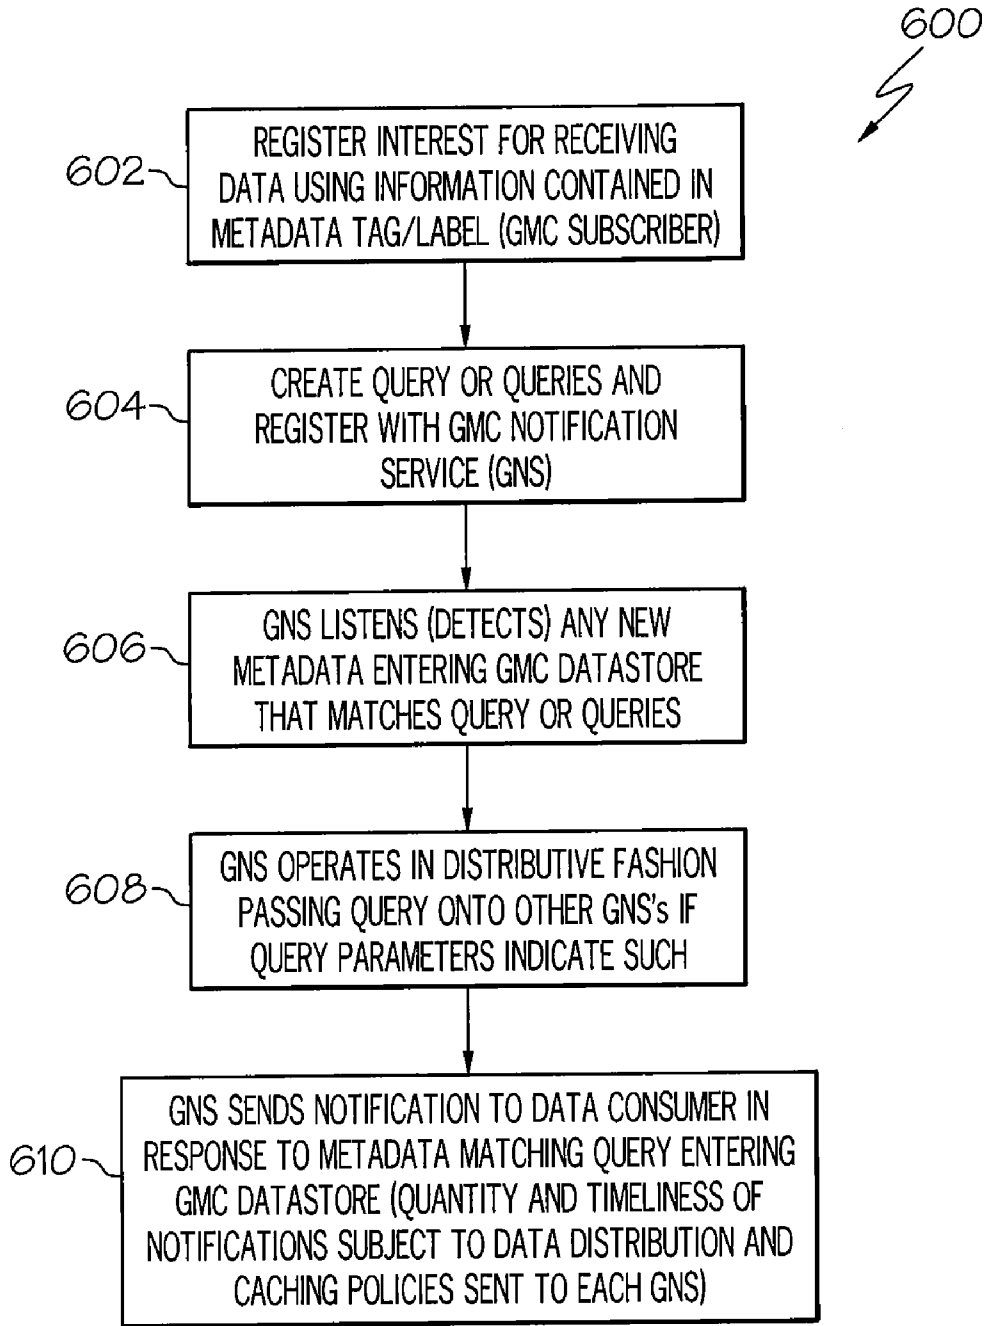 600
602
REGISTER INTEREST FOR RECEIVING
DATA USING INFORMATION CONTAINED IN
METADADA TAG/LABEL (GMC SUBSCRIBER)
604
CREATE QUERY OR QUERIES AND
REGISTER WITH GMC NOTIFICATION
SERVICE (GNS)
606
GNS LISTENS (DETECTS) ANY NEW
METADATA ENTERING GMC DATASTORE
THAT MATCHES QUERY OR QUERIES
608
GNS OPERATES IN DISTRIBUTIVE FASHION
PASSING QUERY ONTO OTHER GNS's IF
QUERY PARAMETERS INDICATE SUCH
610
GNS SENDS NOTIFICATION TO DATA CONSUMER IN
RESPONSE TO METADATA MATCHING QUERY ENTERING
GMC DATASTORE (QUANTITY AND TIMELINESS OF
NOTIFICATIONS SUBJECT TO DATA DISTRIBUTION AND
CACHING POLICIES SENT TO EACH GNS)